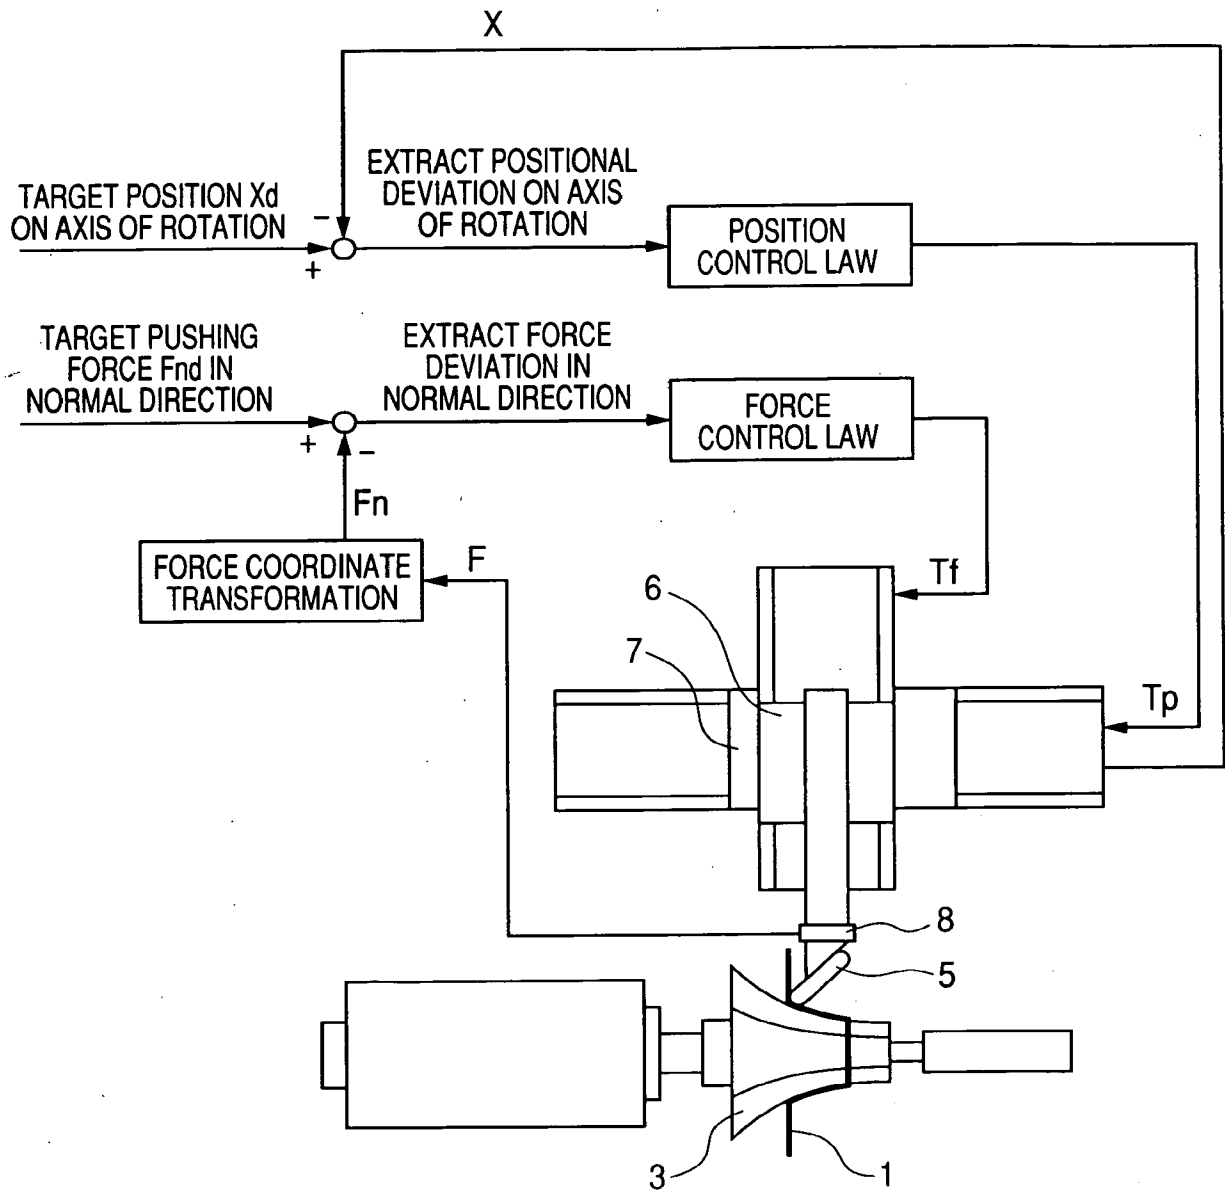 X
TARGET POSITION Xd
ON AXIS OF ROTATION
−
+
EXTRACT POSITIONAL
DEVIATION ON AXIS
OF ROTATION
POSITION
CONTROL LAW
TARGET PUSHING
FORCE Fnd IN
NORMAL DIRECTION
+
−
EXTRACT FORCE
DEVIATION IN
NORMAL DIRECTION
FORCE
CONTROL LAW
Fn
FORCE COORDINATE
TRANSFORMATION
F
Tf
6
7
Tp
8
5
3
1